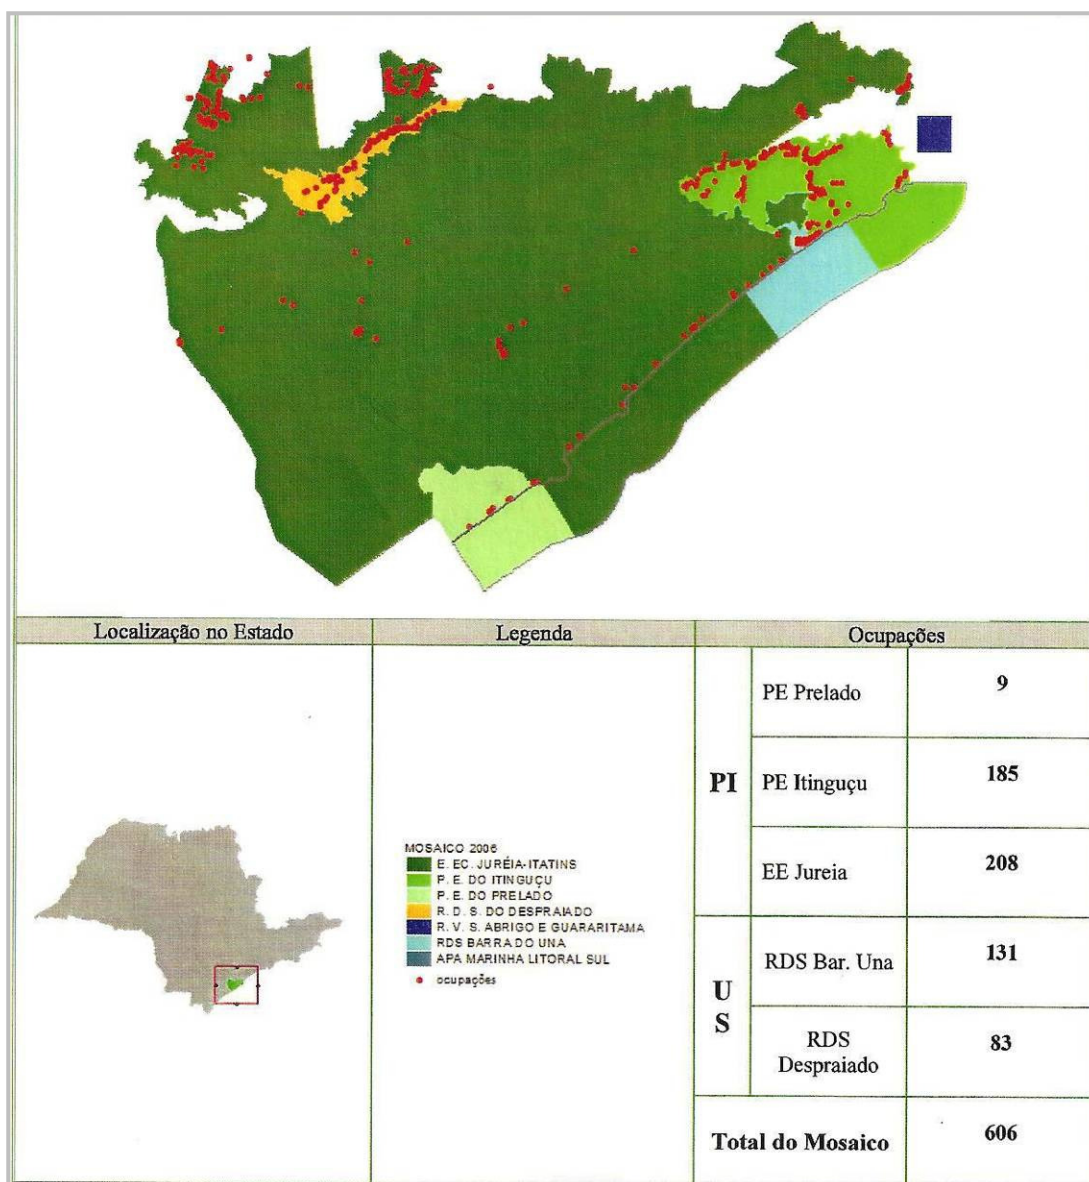 Localização no Estado
Legenda
Ocupações
MOSAICO 2006
E. EC. JURÉIA-ITATINS
P. E. DO ITINGUÇU
P. E. DO PRELADO
R. D. S. DO DESPRAIADO
R. V. S. ABRIGO E GUARARITAMA
RDS BARRA DO UNA
APA MARINHA LITORAL SUL
ocupações
PI
PE Prelado
9
PE Itinguçu
185
EE Jureia
208
U
S
RDS Bar. Una
131
RDS
Despraiado
83
Total do Mosaico
606